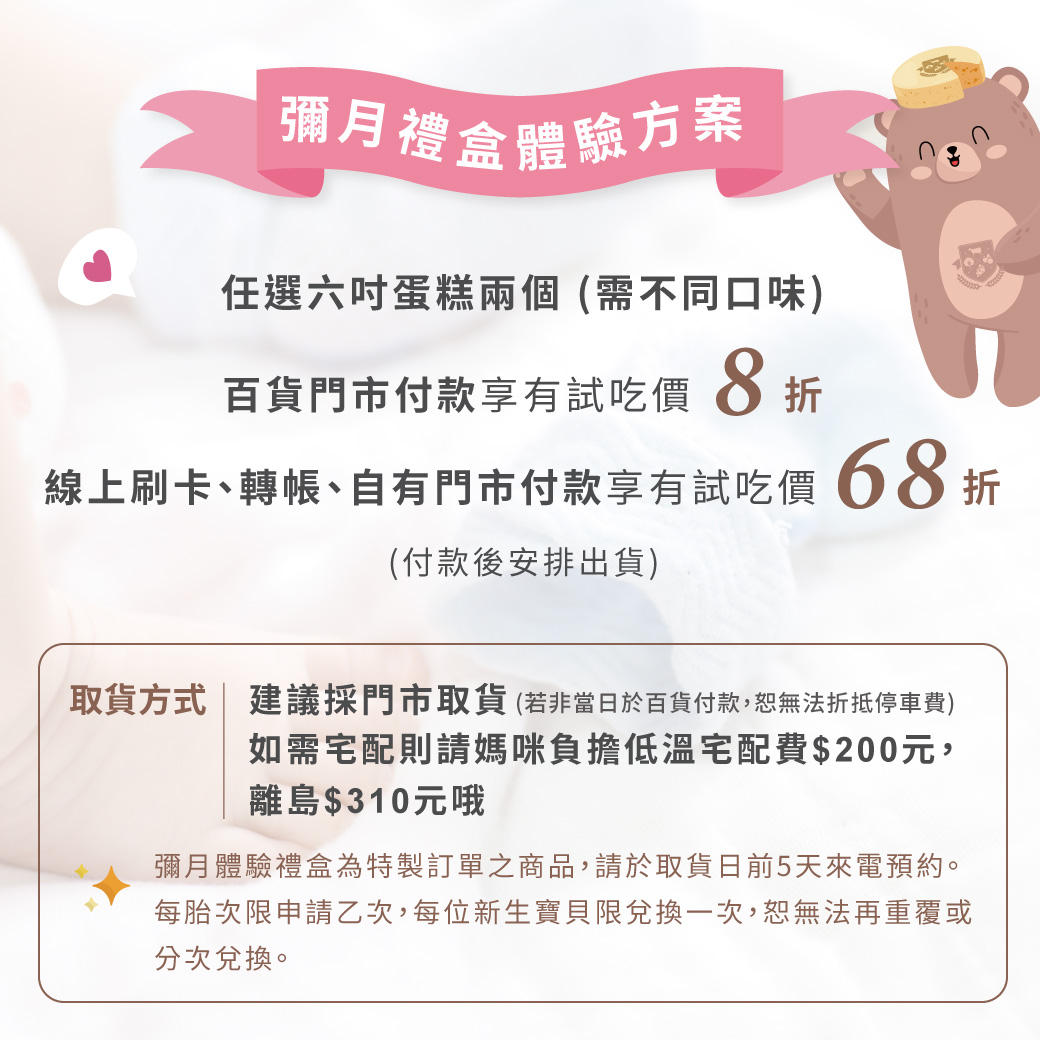 彌月禮盒體驗方案
任選六吋蛋糕兩個 (需不同口味)
百貨門市付款享有試吃價 8 折
線上刷卡、轉帳、自有門市付款享有試吃價 68 折
(付款後安排出貨)
取貨方式
建議採門市取貨 (若非當日於百貨付款，恕無法折抵停車費)
如需宅配則請媽咪負擔低溫宅配費$200元，
離島$310元哦
彌月體驗禮盒為特製訂單之商品，請於取貨日前5天來電預約。
每胎次限申請乙次，每位新生寶貝限兌換一次，恕無法再重覆或
分次兌換。